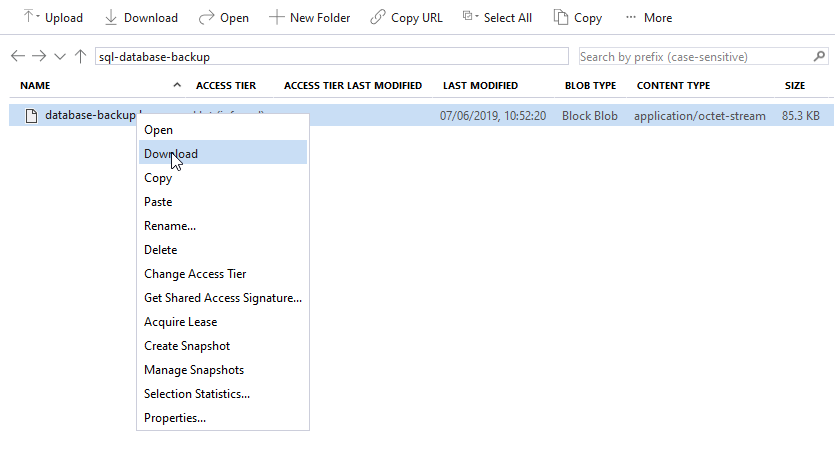 Upload Download Open New Folder Copy URL Select All Copy ... More
sql-database-backup Search by prefix (case-sensitive)
NAME ACCESS TIER ACCESS TIER LAST MODIFIED LAST MODIFIED BLOB TYPE CONTENT TYPE SIZE
database-backup 07/06/2019, 10:52:20 Block Blob application/octet-stream 85.3 KB
Open
Download
Copy
Paste
Rename...
Delete
Change Access Tier
Get Shared Access Signature...
Acquire Lease
Create Snapshot
Manage Snapshots
Selection Statistics...
Properties...